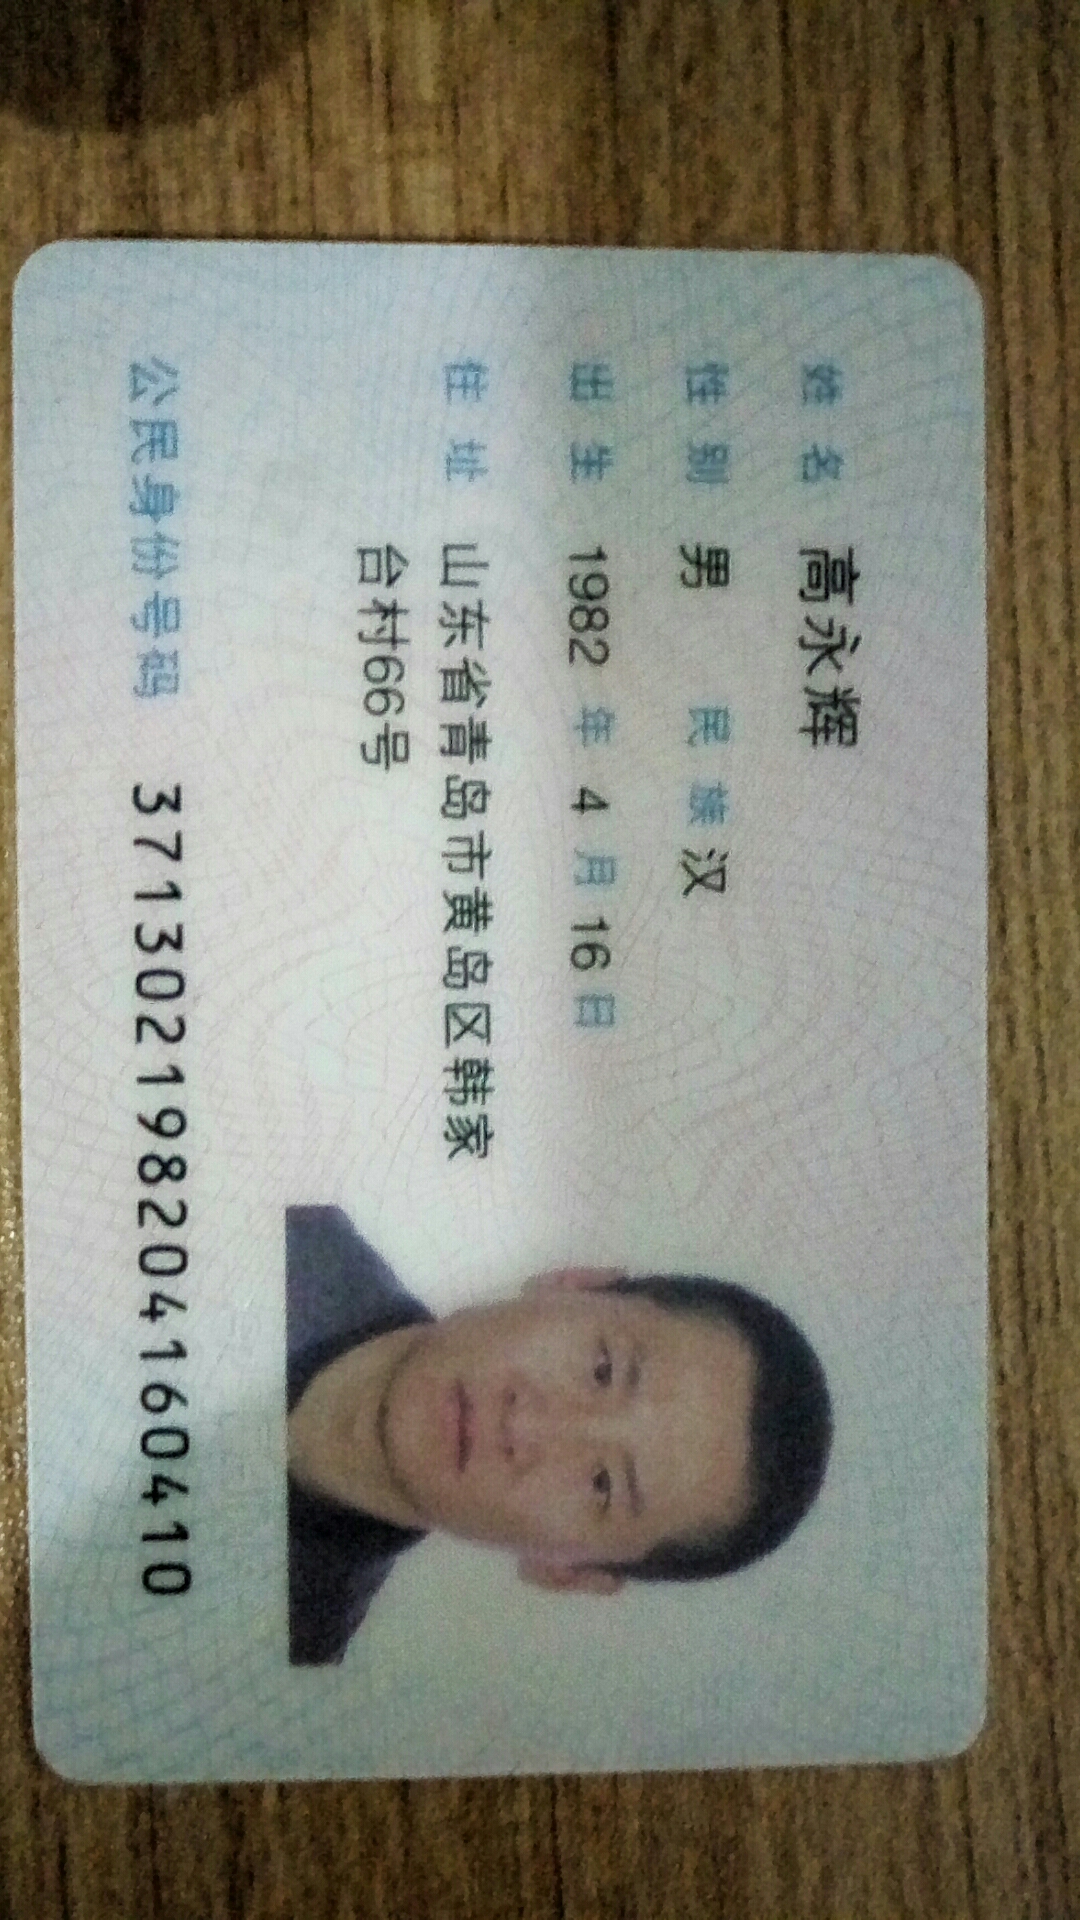 姓名 高永辉
性别 男 民族 汉
出生 1982 年 4 月 16 日
住址 山东省青岛市黄岛区韩家
台村66号
公民身份号码 371302198204160410